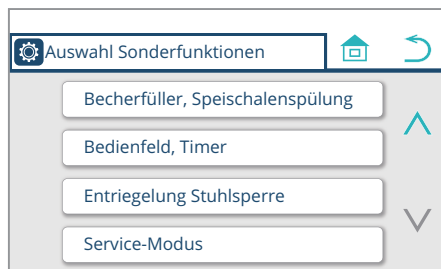 Auswahl Sonderfunktionen
Becherfüller, Speischalenspülung
Bedienfeld, Timer
Entriegelung Stuhlsperre
Service-Modus